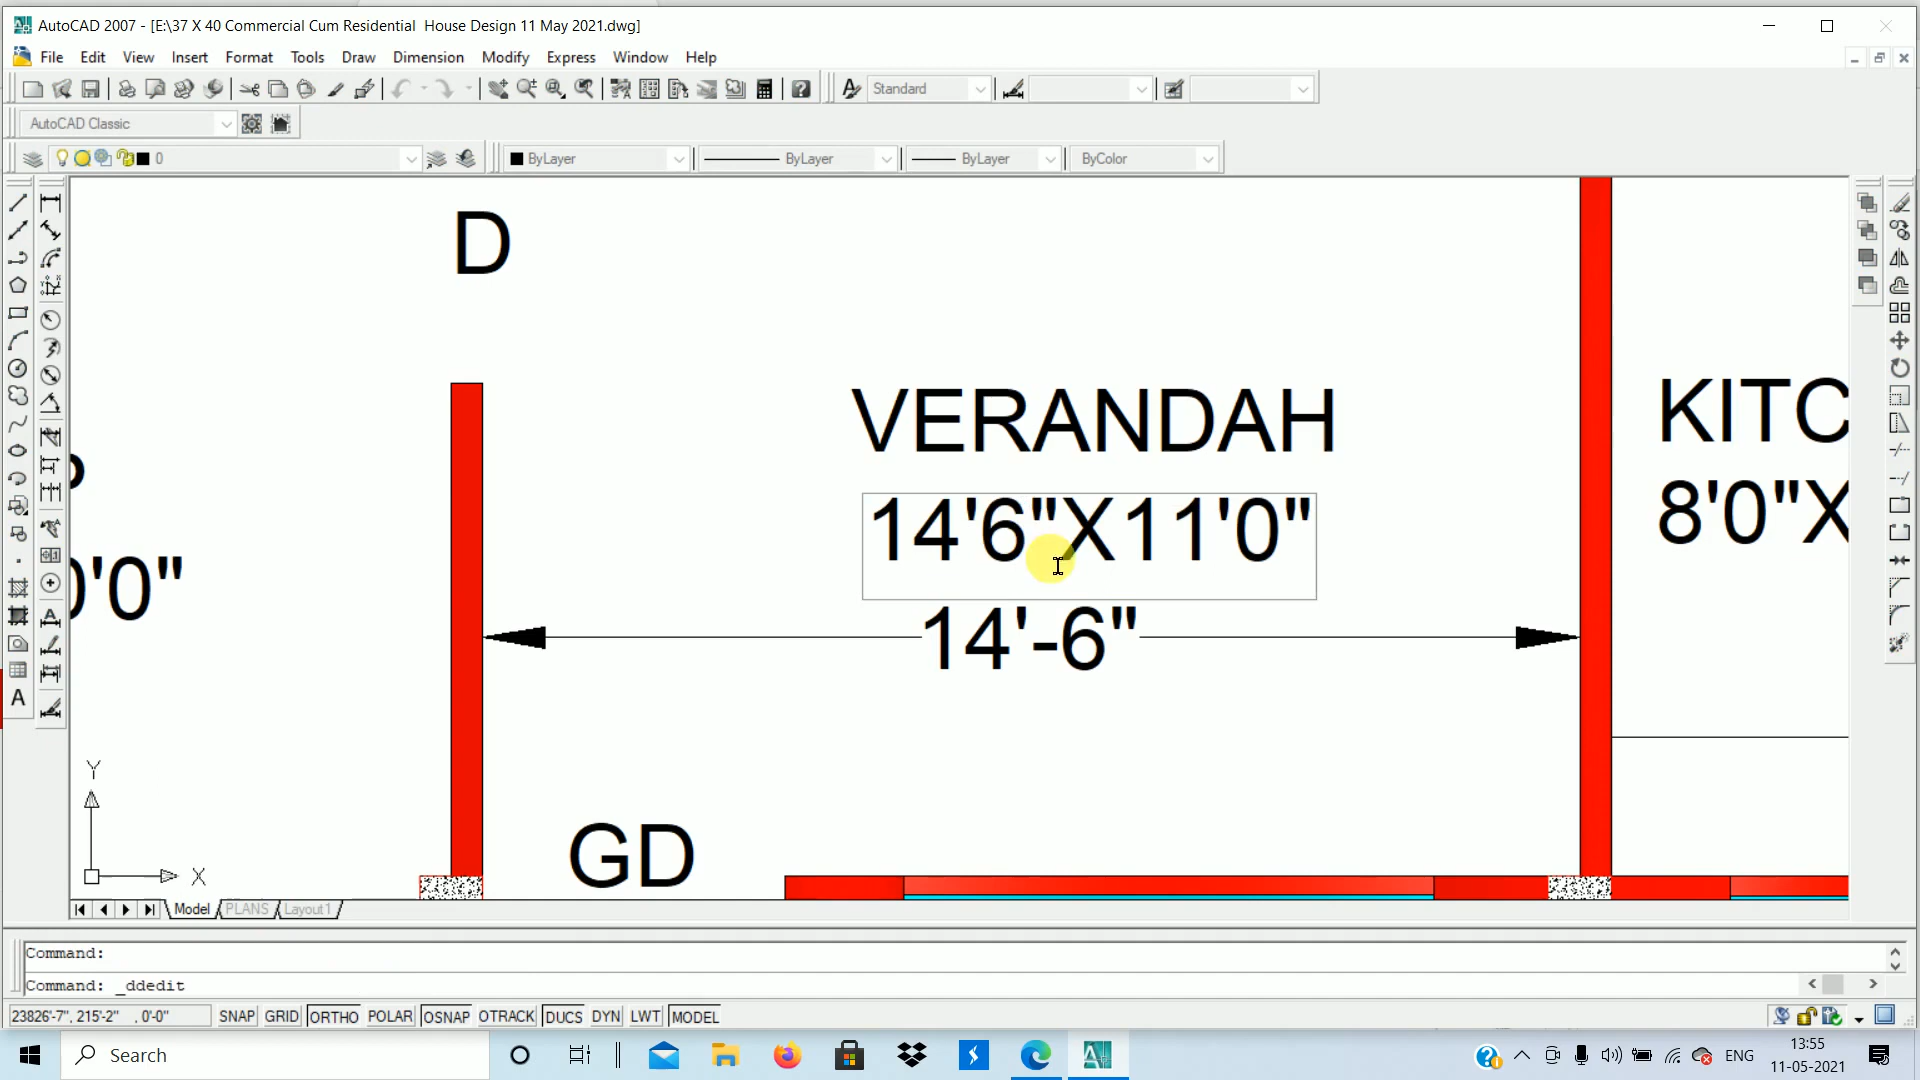 AutoCAD 2007 - [E:\37 X 40 Commercial Cum Residential  House Design 11 May 2021.dwg]
File Edit View Insert Format Tools Draw Dimension Modify Express Window Help
Standard
AutoCAD Classic
0 ByLayer ByLayer ByLayer ByColor
D
VERANDAH
KITC
14'6"X11'0"
8'0"X
0'0"
14'-6"
GD
Y
X
Model PLANS Layout1
Command:
Command: _ddedit
23826'-7", 215'-2" , 0'-0" SNAP GRID ORTHO POLAR OSNAP OTRACK DUCS DYN LWT MODEL
Search
ENG
13:55
11-05-2021